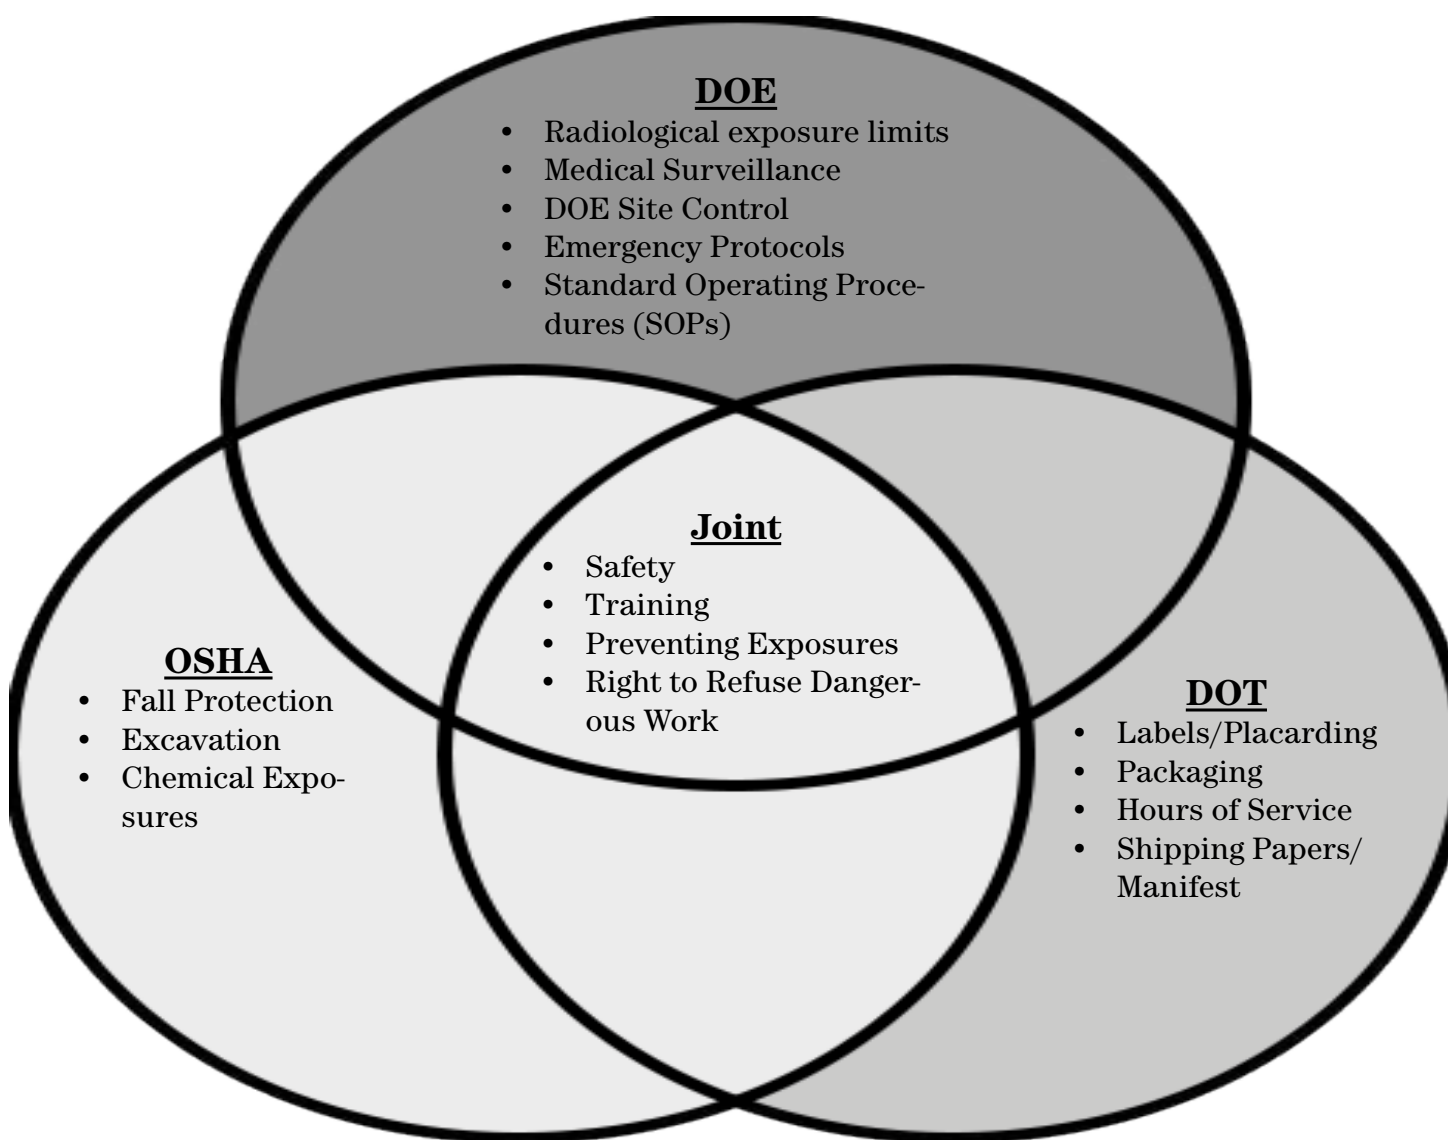 DOE
• Radiological exposure limits
• Medical Surveillance
• DOE Site Control
• Emergency Protocols
• Standard Operating Proce-
dures (SOPs)
Joint
• Safety
• Training
• Preventing Exposures
• Right to Refuse Danger-
ous Work
OSHA
• Fall Protection
• Excavation
• Chemical Expo-
sures
DOT
• Labels/Placarding
• Packaging
• Hours of Service
• Shipping Papers/
Manifest